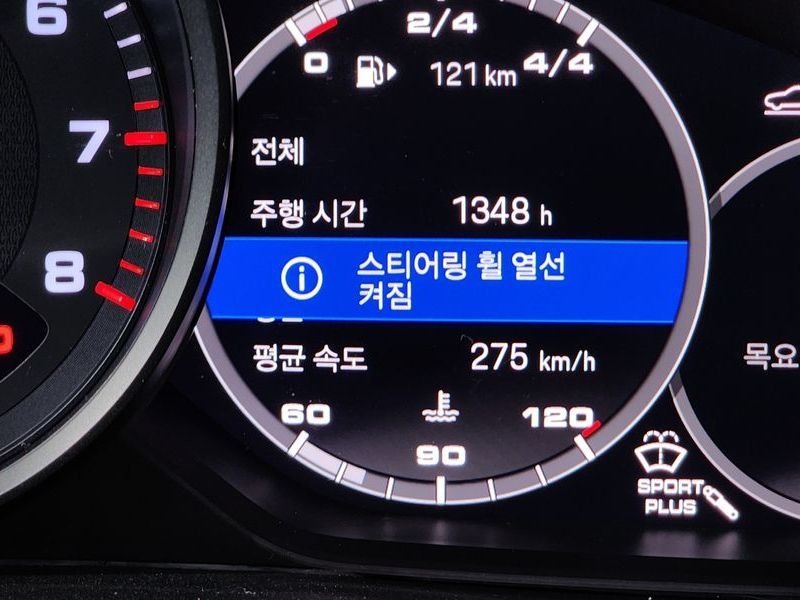 6
7
8
0
2/4
4/4
121 km
전체
주행 시간 1348 h
스티어링 휠 열선
켜짐
평균 속도 275 km/h
60
90
120
목요
SPORT
PLUS